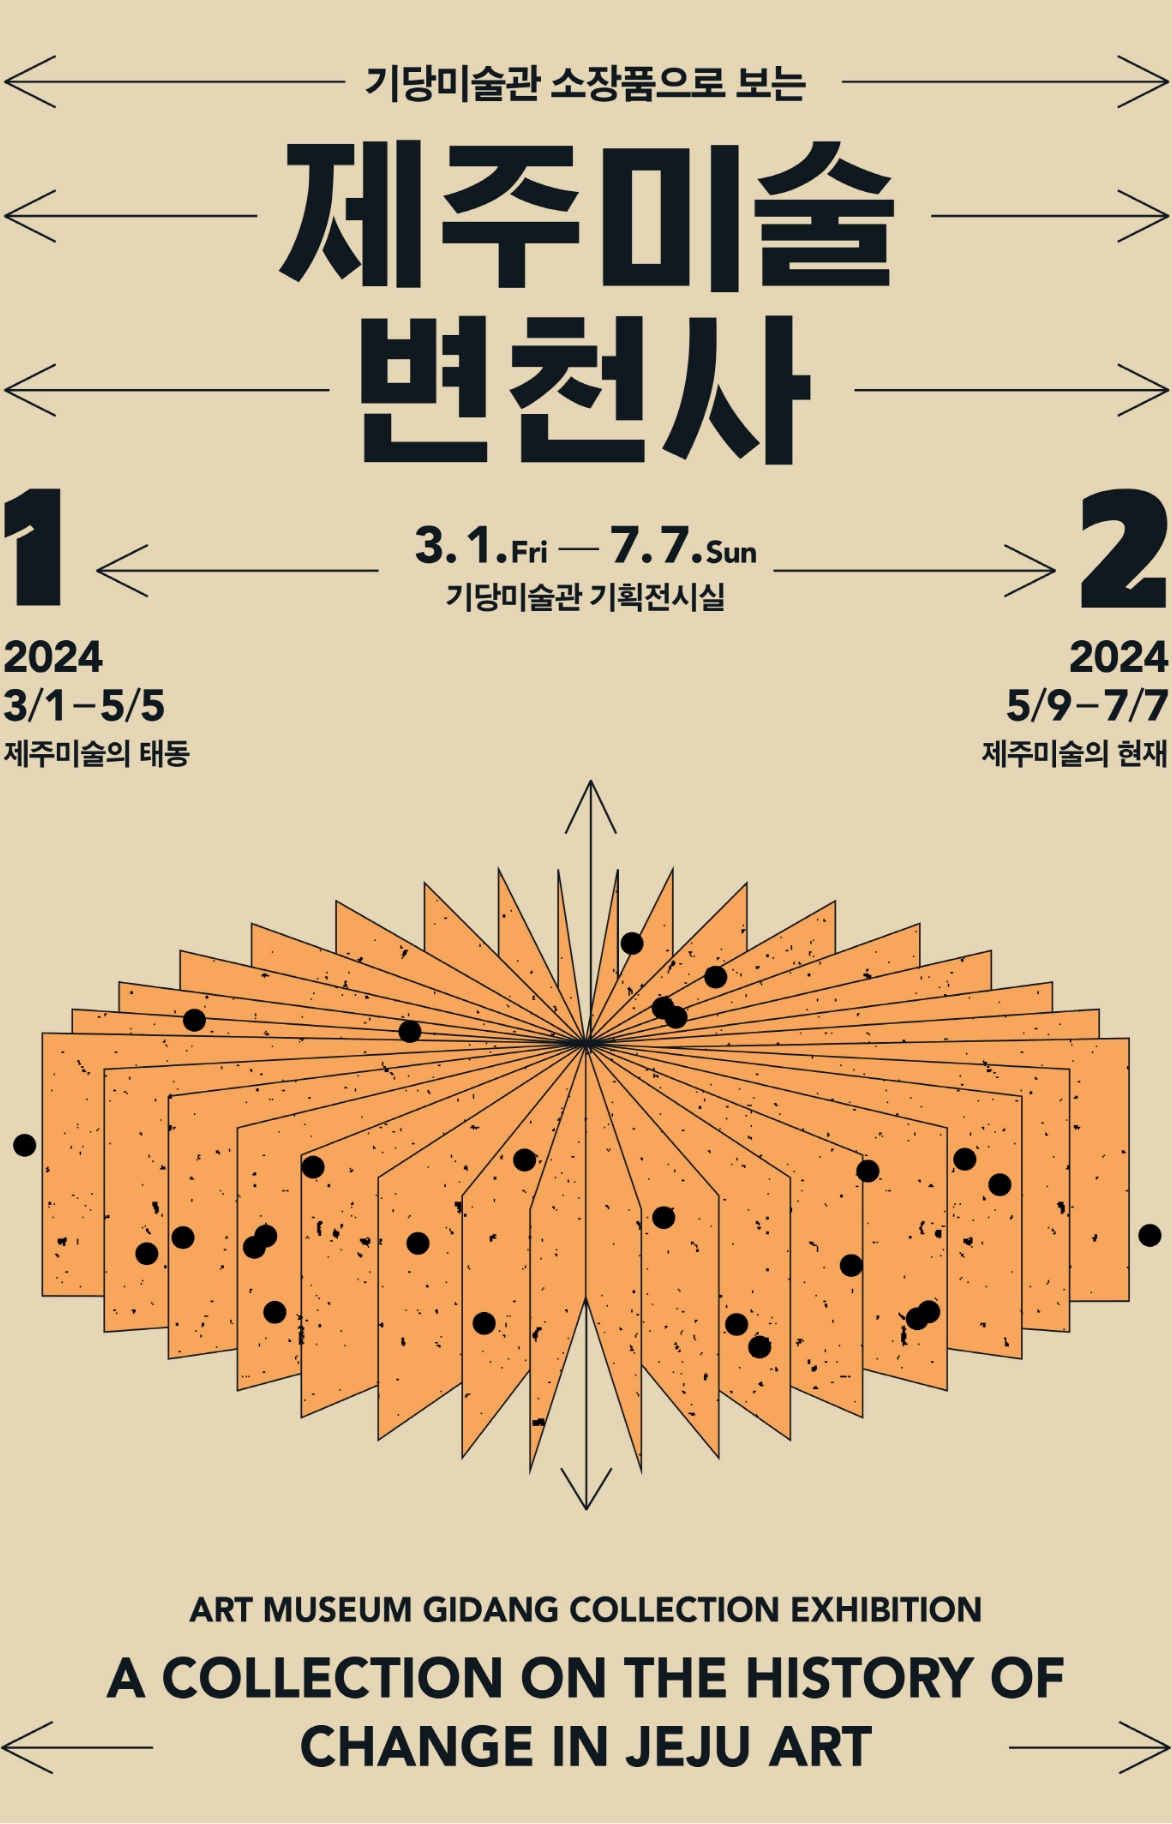 기당미술관 소장품으로 보는
제주미술
변천사
1
3. 1.Fri — 7. 7.Sun
기당미술관 기획전시실
2
2024
3/1–5/5
제주미술의 태동
2024
5/9–7/7
제주미술의 현재
ART MUSEUM GIDANG COLLECTION EXHIBITION
A COLLECTION ON THE HISTORY OF
CHANGE IN JEJU ART